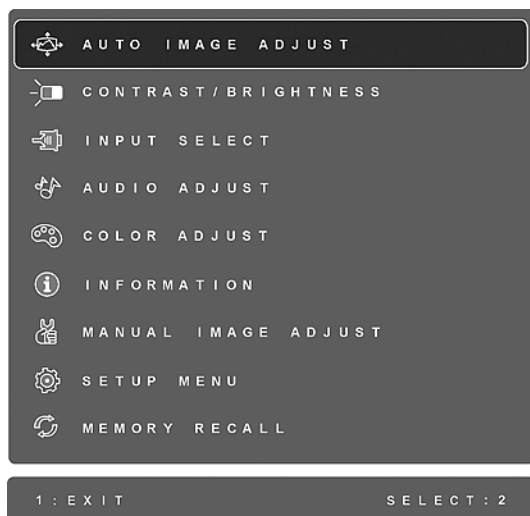 AUTO IMAGE ADJUST
CONTRAST/BRIGHTNESS
INPUT SELECT
AUDIO ADJUST
COLOR ADJUST
INFORMATION
MANUAL IMAGE ADJUST
SETUP MENU
MEMORY RECALL
1:EXIT SELECT:2